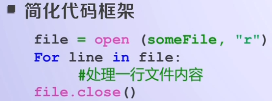 简化代码框架
file = open (someFile, "r")
For line in file:
#处理一行文件内容
file.close()